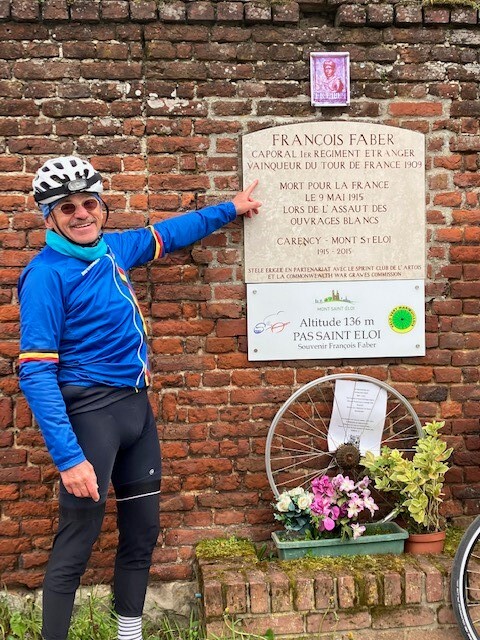 FRANÇOIS FABER
CAPORAL 1ER REGIMENT ETRANGER
VAINQUEUR DU TOUR DE FRANCE 1909
MORT POUR LA FRANCE
LE 9 MAI 1915
LORS DE L'ASSAUT DES
OUVRAGES BLANCS
CARENCY - MONT ST ELOI
1915 - 2015
STELE ERIGEE EN PARTENARIAT AVEC LE SPRINT CLUB DE L'ARTOIS
ET LA COMMONWEALTH WAR GRAVES COMMISSION
MONT SAINT-ELOI
Altitude 136 m
PAS SAINT ELOI
Souvenir François Faber